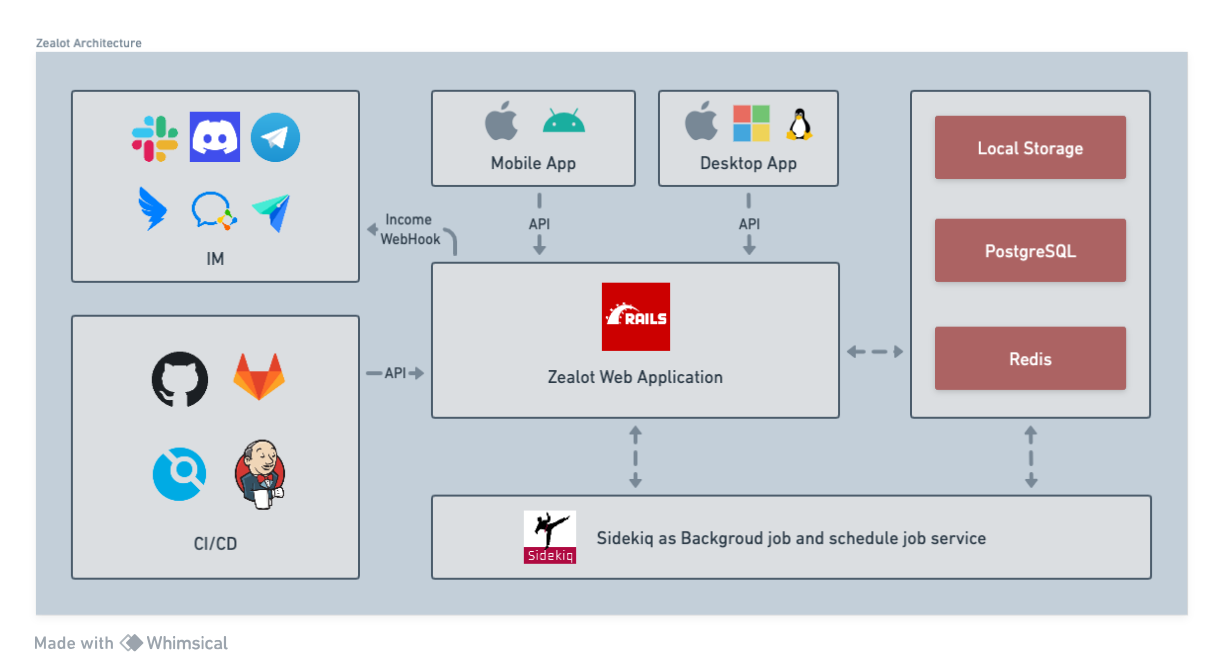 Zealot Architecture
IM
Mobile App
Desktop App
Income
WebHook
API
API
RAILS
Zealot Web Application
Local Storage
PostgreSQL
Redis
API
CI/CD
Sidekiq
Sidekiq as Backgroud job and schedule job service
Made with Whimsical